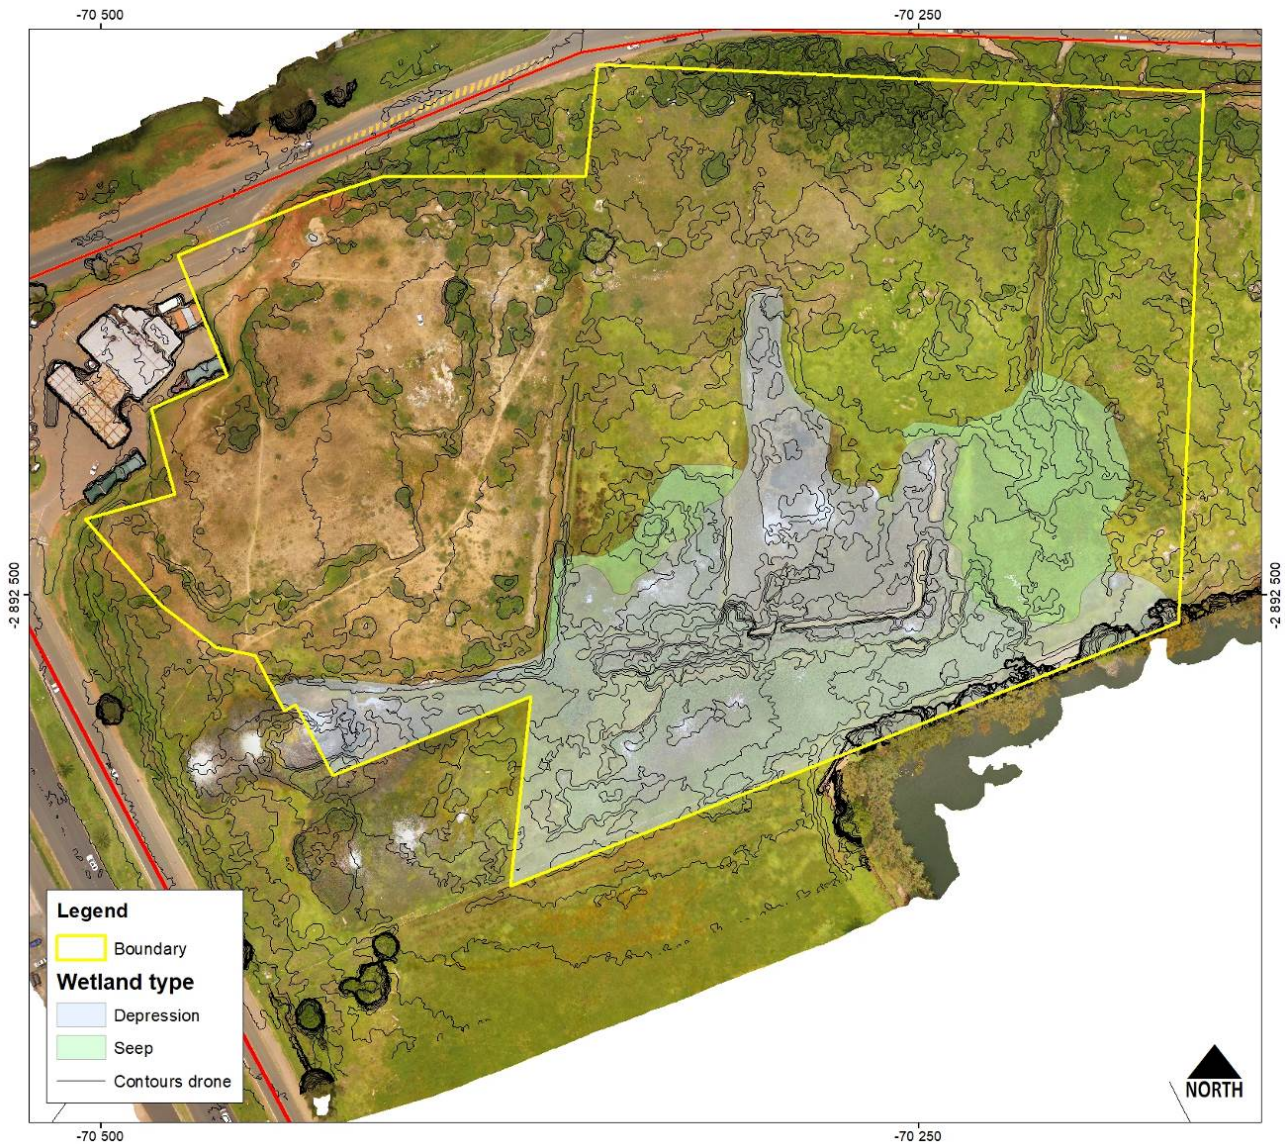 -70 500
-70 250
-2 892 500
-2 892 500
Legend
Boundary
Wetland type
Depression
Seep
Contours drone
NORTH
-70 500
-70 250